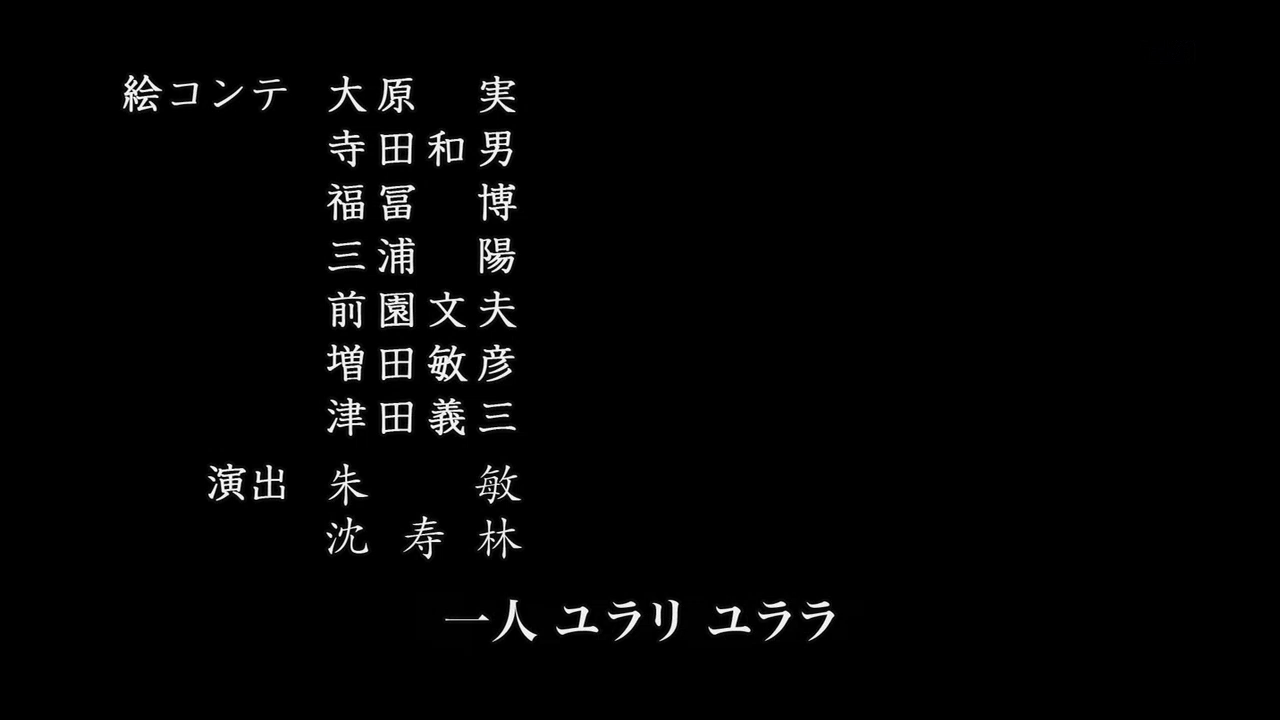 絵コンテ 大原 実
寺田和男
福冨 博
三浦 陽
前園文夫
増田敏彦
津田義三
演出 朱 敏
沈寿林
一人 ユラリ ユララ